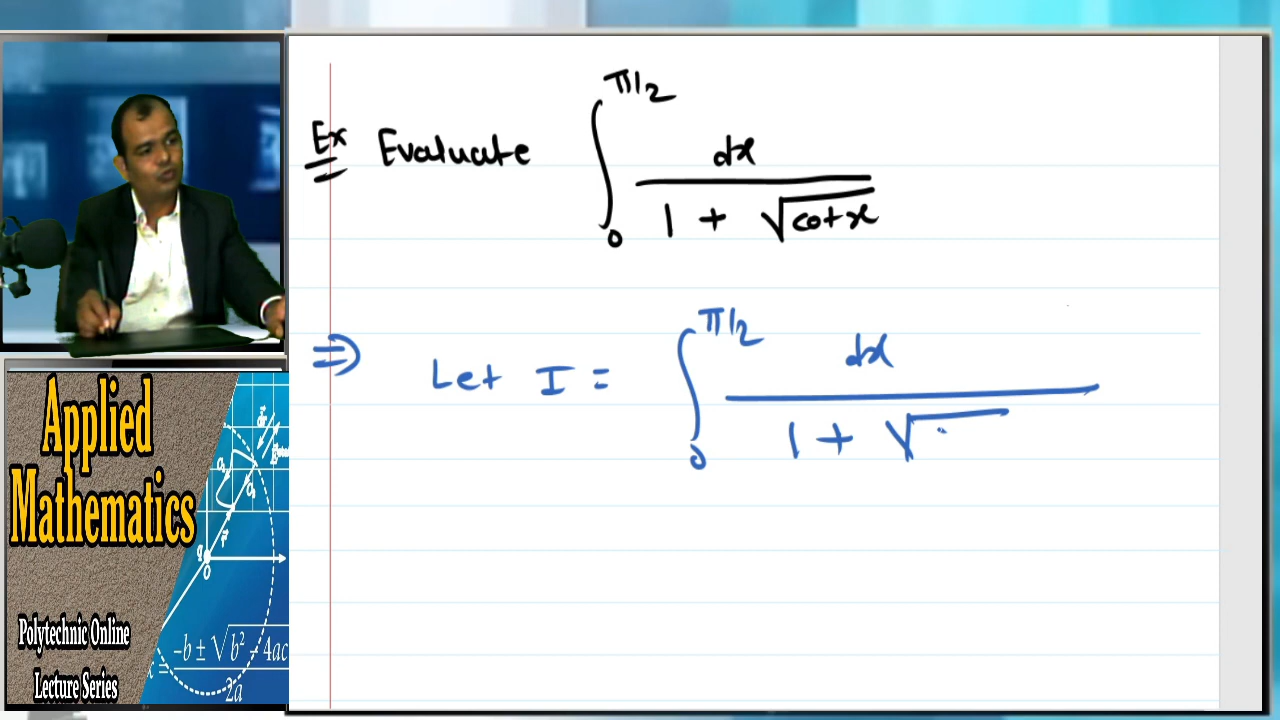 Ex Evaluate ∫₀^π/2 dx / (1 + √cotx)
⇒ Let I = ∫₀^π/2 dx / (1 + √
Applied
Mathematics
Polytechnic Online
Lecture Series
-b ± √b² - 4ac
2a